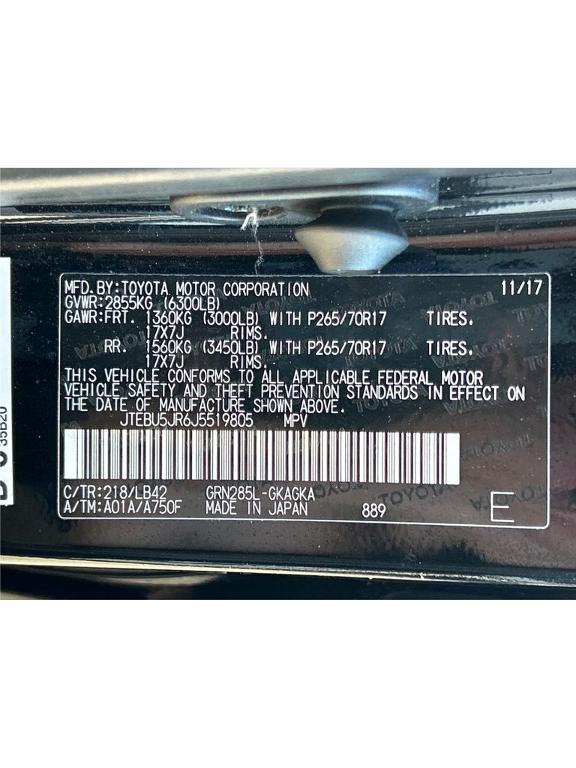 MFD.BY:TOYOTA MOTOR CORPORATION 11/17
GVWR:2855KG (6300LB)
GAWR:FRT. 1360KG (3000LB) WITH P265/70R17 TIRES.
17X7J RIMS.
RR. 1560KG (3450LB) WITH P265/70R17 TIRES.
17X7J RIMS.
THIS VEHICLE CONFORMS TO ALL APPLICABLE FEDERAL MOTOR
VEHICLE SAFETY AND THEFT PREVENTION STANDARDS IN EFFECT ON
THE DATE OF MANUFACTURE SHOWN ABOVE.
JTEBU5JR6J5519805 MPV
C/TR:218/LB42 GRN285L-GKAGKA
A/TM:A01A/A750F MADE IN JAPAN 889 E
35B20